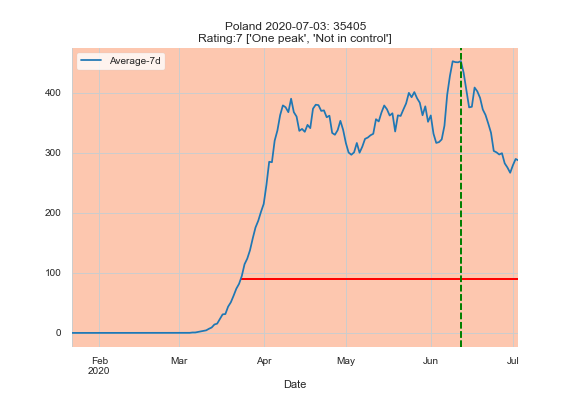 Poland 2020-07-03: 35405
Rating:7 ['One peak', 'Not in control']
Average-7d
400
300
200
100
0
Feb Mar Apr May Jun Jul
2020
Date